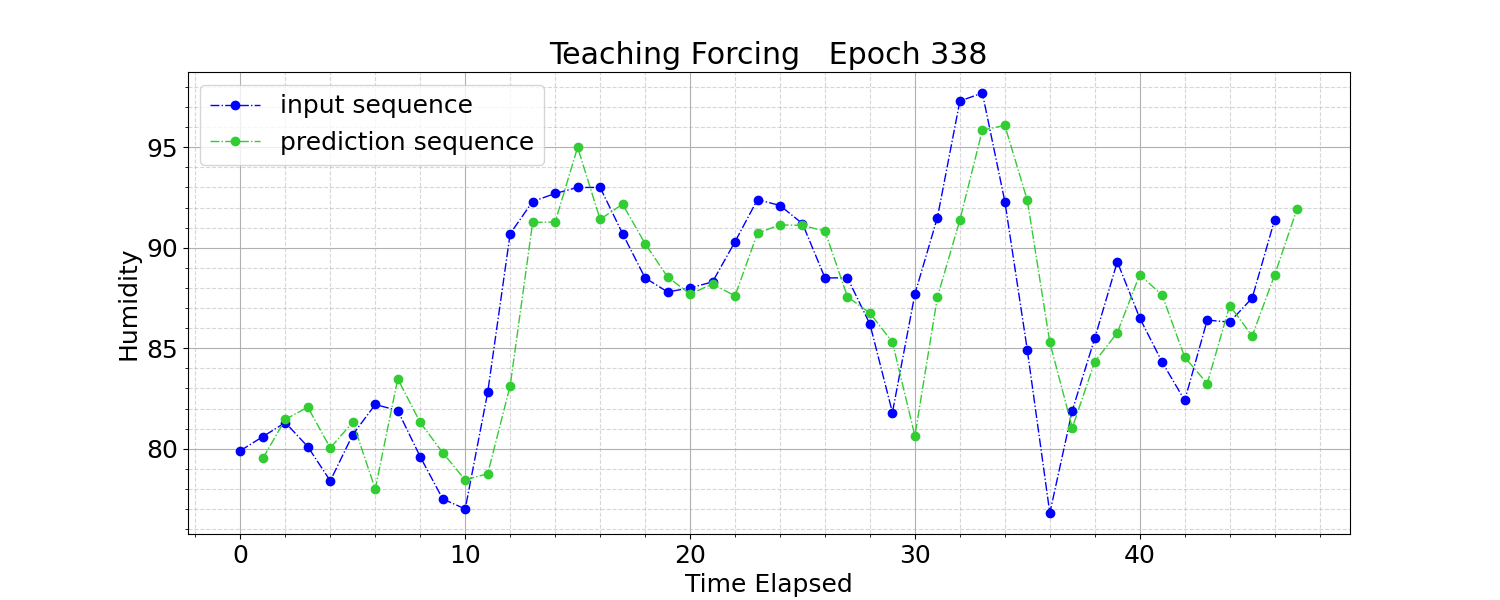 Teaching Forcing   Epoch 338
input sequence
prediction sequence
95
90
85
80
Humidity
0 10 20 30 40
Time Elapsed